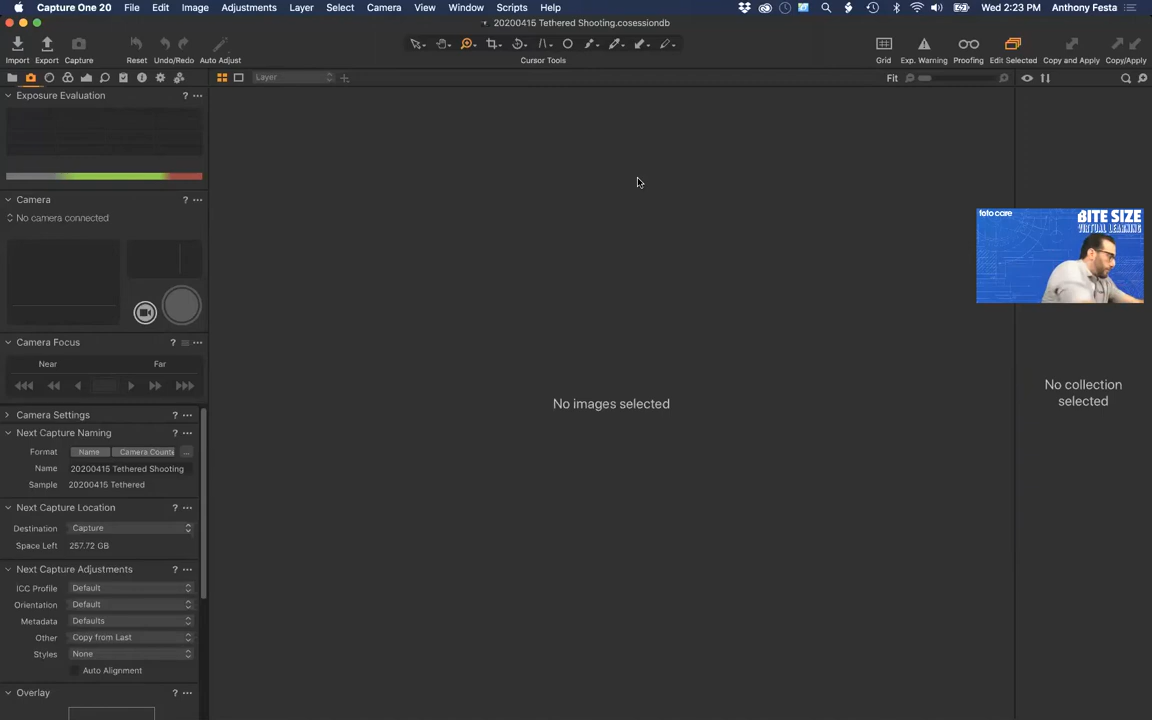 Capture One 20 File Edit Image Adjustments Layer Select Camera View Window Scripts Help Wed 2:23 PM Anthony Festa
20200415 Tethered Shooting.cosessiondb
Import Export Capture Reset Undo/Redo Auto Adjust Cursor Tools Grid Exp. Warning Proofing Edit Selected Copy and Apply Copy/Apply
Layer Fit
Exposure Evaluation ? ...
Camera ? ...
No camera connected
foto care BITE SIZE
VIRTUAL LEARNING
Camera Focus ? ...
Near Far
No images selected
No collection
selected
Camera Settings ? ...
Next Capture Naming ? ...
Format Name Camera Counte ...
Name 20200415 Tethered Shooting
Sample 20200415 Tethered
Next Capture Location ? ...
Destination Capture
Space Left 257.72 GB
Next Capture Adjustments ? ...
ICC Profile Default
Orientation Default
Metadata Defaults
Other Copy from Last
Styles None
Auto Alignment
Overlay ? ...